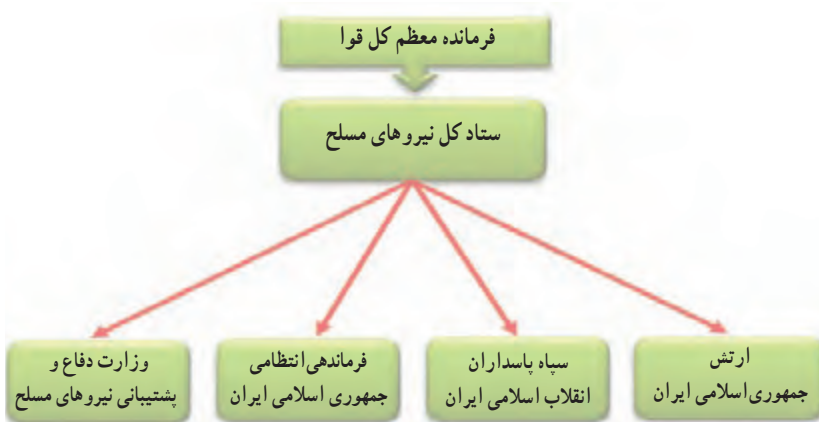 فرمانده معظم کل قوا
ستاد کل نیروهای مسلح
ارتش
جمهوری اسلامی ایران
سپاه پاسداران
انقلاب اسلامی ایران
فرماندهی انتظامی
جمهوری اسلامی ایران
وزارت دفاع و
پشتیبانی نیروهای مسلح